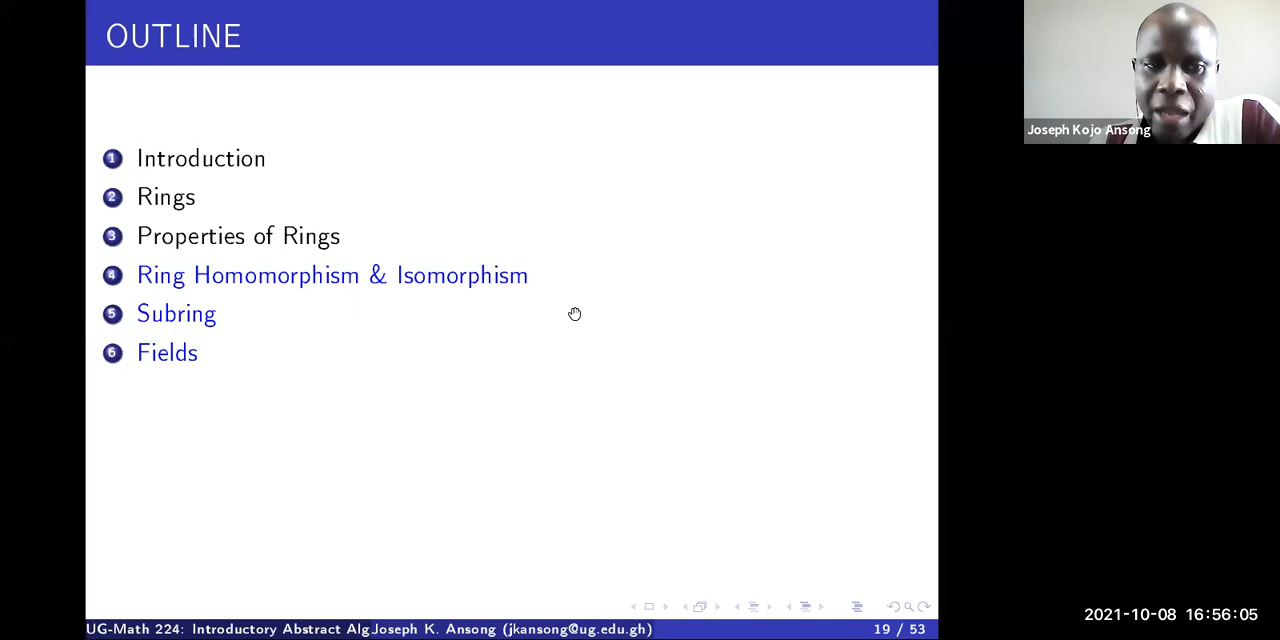 OUTLINE
Joseph Kojo Ansong
1 Introduction
2 Rings
3 Properties of Rings
4 Ring Homomorphism & Isomorphism
5 Subring
6 Fields
UG-Math 224: Introductory Abstract Alg Joseph K. Ansong (jkansong@ug.edu.gh) 19 / 53
2021-10-08 16:56:05